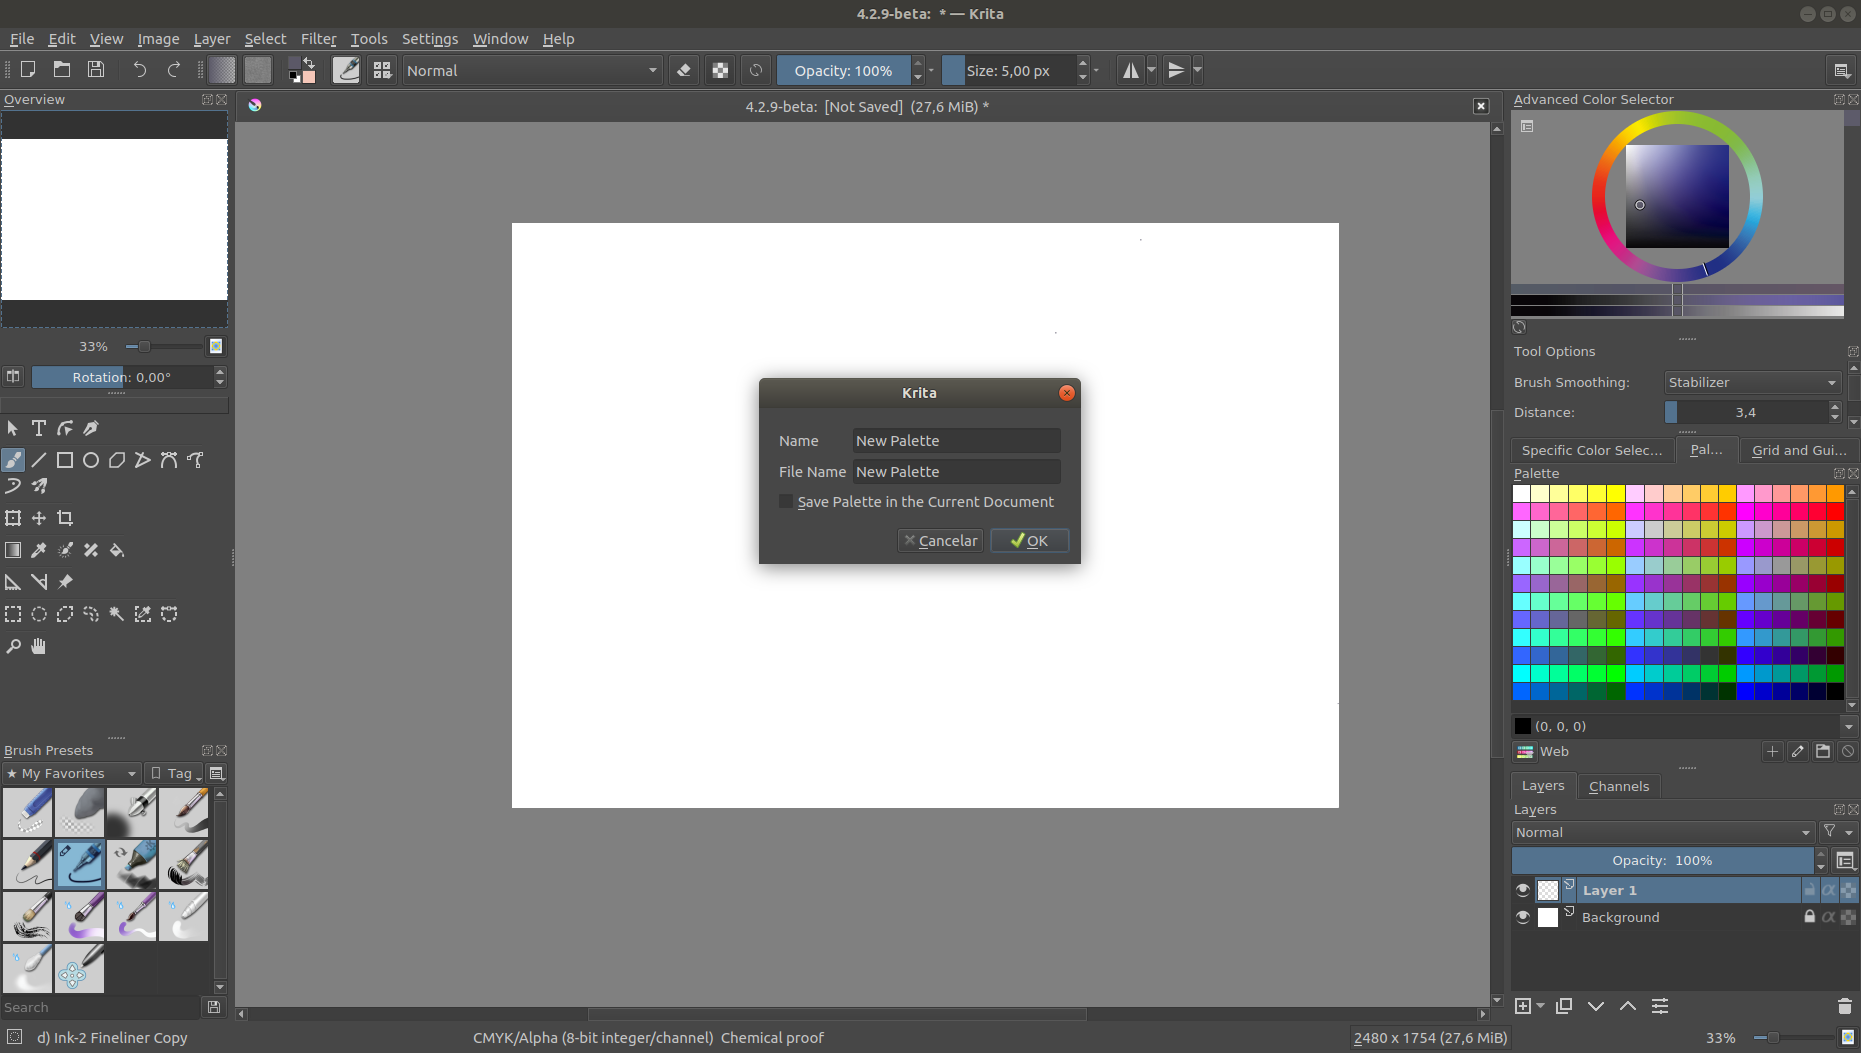 4.2.9-beta:  * — Krita
File Edit View Image Layer Select Filter Tools Settings Window Help
Normal
Opacity: 100%
Size: 5,00 px
Overview
33%
Rotation: 0,00°
4.2.9-beta:  [Not Saved]  (27,6 MiB) *
Krita
Name New Palette
File Name New Palette
Save Palette in the Current Document
Cancelar OK
Brush Presets
My Favorites Tag
Search
d) Ink-2 Fineliner Copy
CMYK/Alpha (8-bit integer/channel)  Chemical proof
2480 x 1754 (27,6 MiB)
33%
Advanced Color Selector
Tool Options
Brush Smoothing: Stabilizer
Distance: 3,4
Specific Color Selec... Pal... Grid and Gui...
Palette
(0, 0, 0)
Web
Layers Channels
Layers
Normal
Opacity:  100%
Layer 1
Background